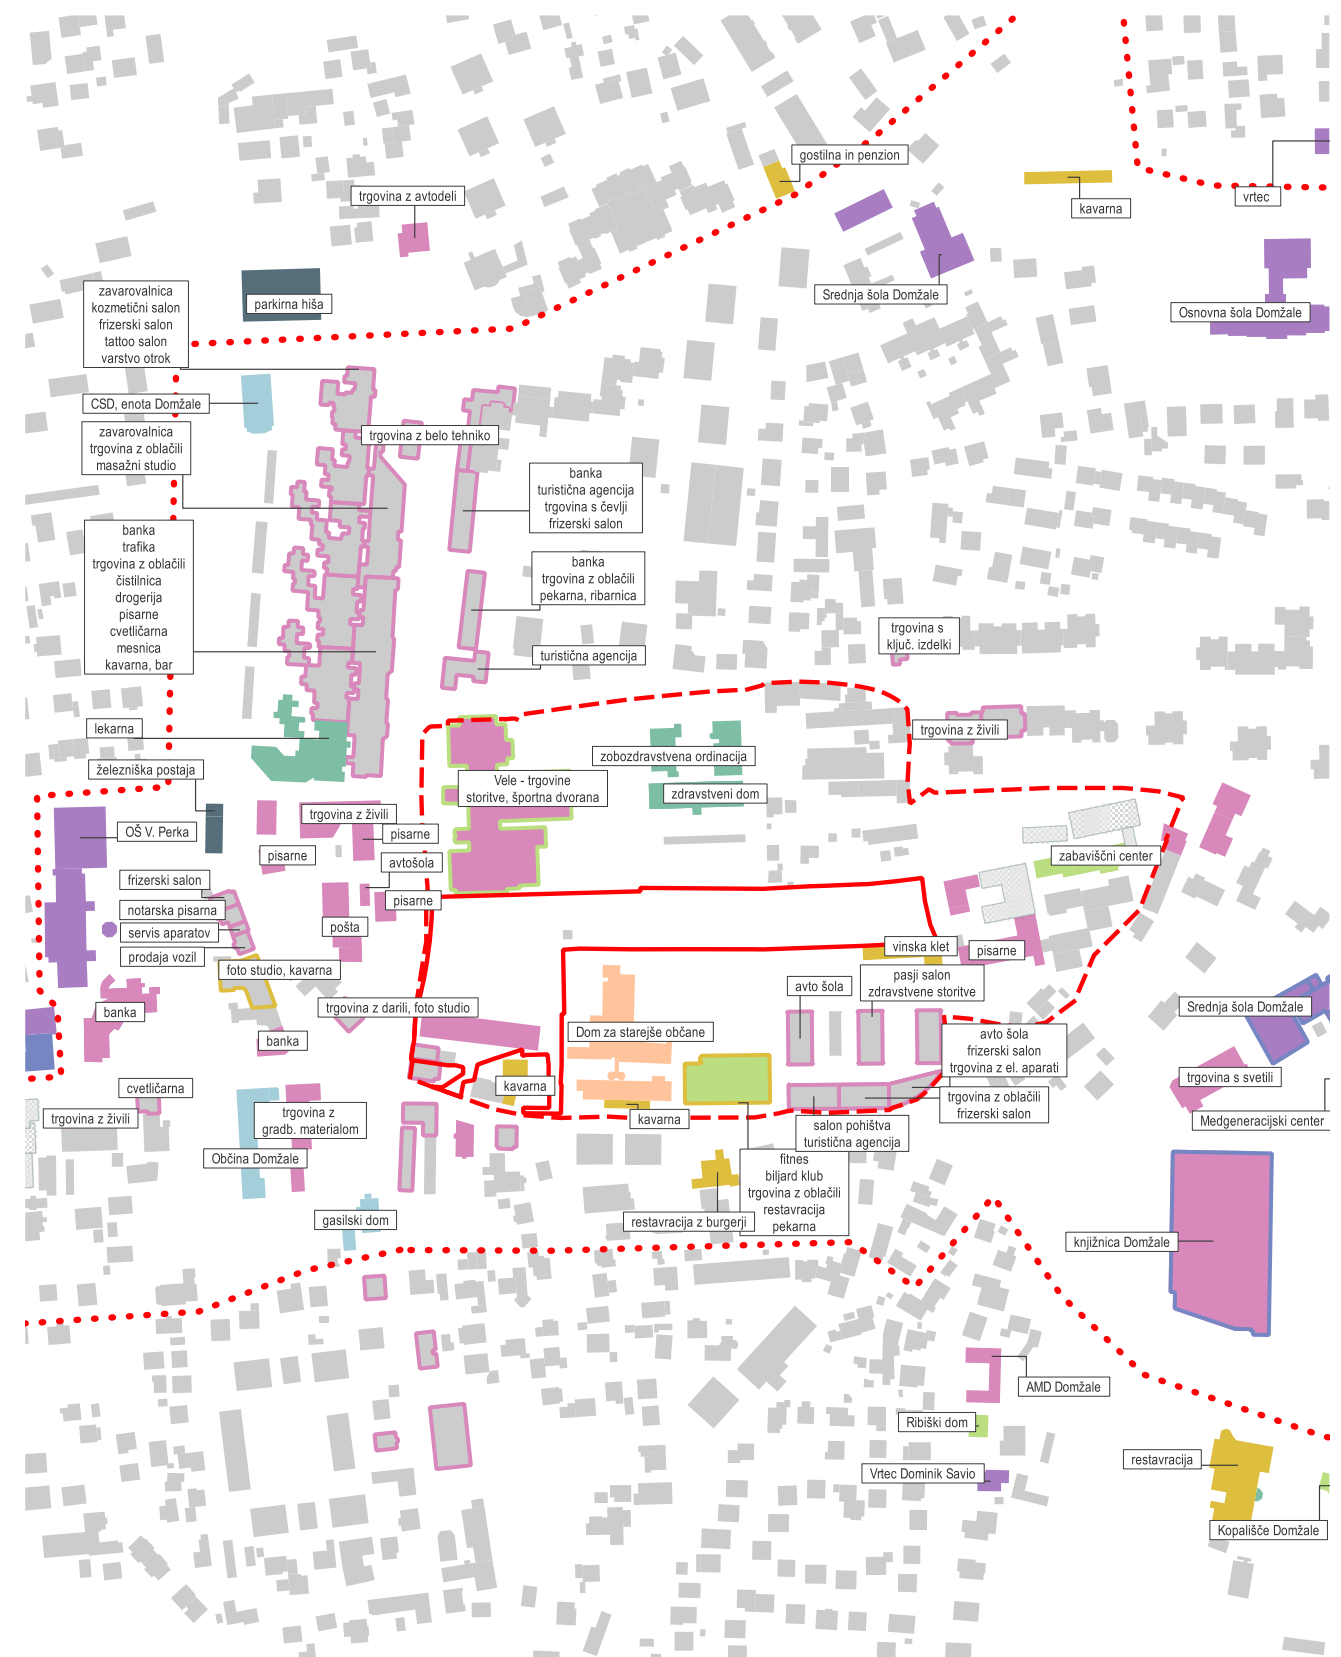 gostilna in penzion
trgovina z avtodeli
kavarna
vrtec
zavarovalnica
kozmetični salon
frizerski salon
tattoo salon
varstvo otrok
parkirna hiša
Srednja šola Domžale
Osnovna šola Domžale
CSD, enota Domžale
zavarovalnica
trgovina z oblačili
masažni studio
trgovina z belo tehniko
banka
turistična agencija
trgovina s čevlji
frizerski salon
banka
trafika
trgovina z oblačili
čistilnica
drogerija
pisarne
cvetličarna
mesnica
kavarna, bar
banka
trgovina z oblačili
pekarna, ribarnica
turistična agencija
trgovina s
ključ. izdelki
lekarna
trgovina z živili
železniška postaja
zobozdravstvena ordinacija
Vele - trgovine
storitve, športna dvorana
zdravstveni dom
OŠ V. Perka
trgovina z živili
pisarne
pisarne
avtošola
zabaviščni center
frizerski salon
pisarne
notarska pisarna
servis aparatov
pošta
prodaja vozil
vinska klet
pisarne
foto studio, kavarna
pasji salon
zdravstvene storitve
avto šola
trgovina z darili, foto studio
banka
Srednja šola Domžale
Dom za starejše občane
banka
avto šola
frizerski salon
trgovina z el. aparati
trgovina s svetili
kavarna
cvetličarna
trgovina z oblačili
frizerski salon
trgovina z živili
trgovina z
gradb. materialom
kavarna
Medgeneracijski center
salon pohištva
turistična agencija
Občina Domžale
fitnes
biljard klub
trgovina z oblačili
restavracija
pekarna
gasilski dom
restavracija z burgerji
knjižnica Domžale
AMD Domžale
Ribiški dom
restavracija
Vrtec Dominik Savio
Kopališče Domžale